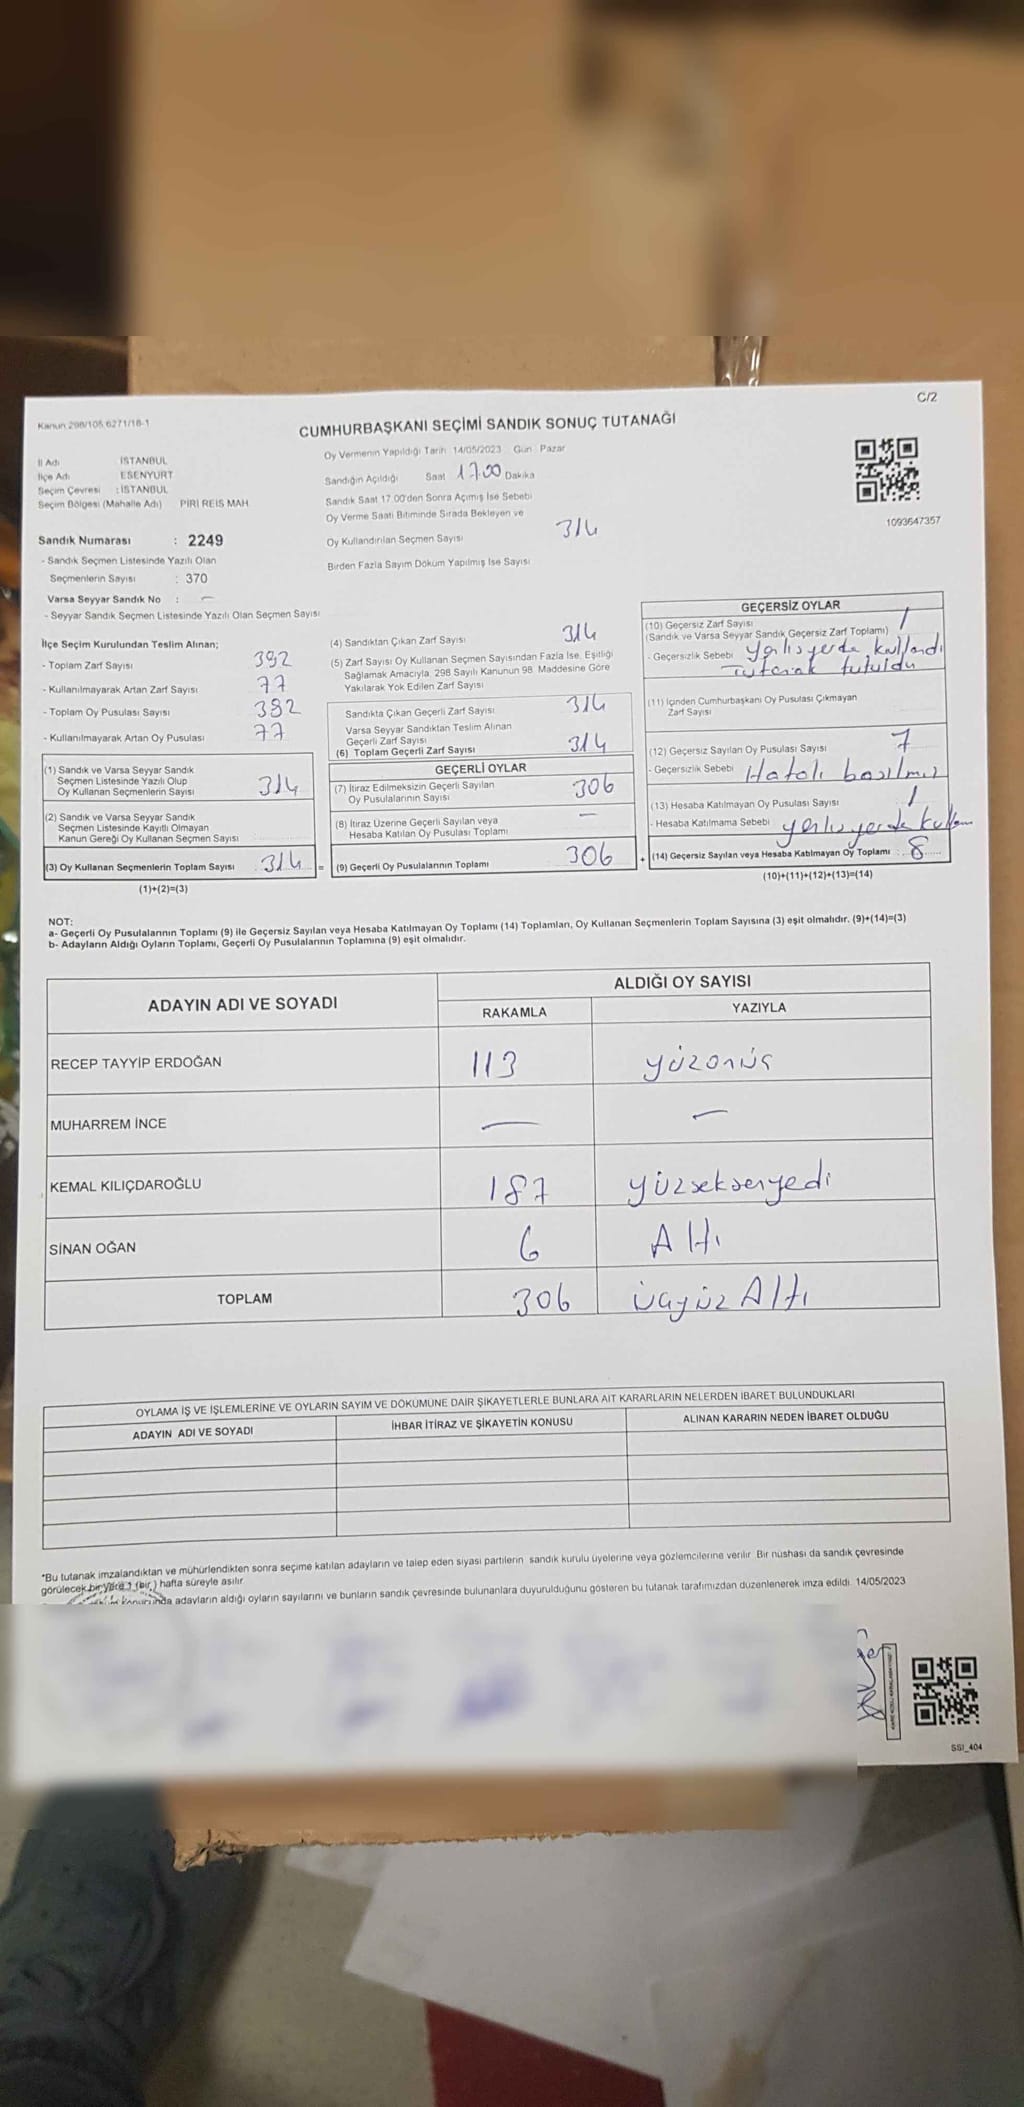 C/2
Kanun 298/105,6271/18-1
CUMHURBAŞKANI SEÇİMİ SANDIK SONUÇ TUTANAĞI
İl Adı : İSTANBUL
İlçe Adı : ESENYURT
Seçim Çevresi : İSTANBUL
Seçim Bölgesi (Mahalle Adı) PİRİ REİS MAH
Oy Vermenin Yapıldığı Tarih 14/05/2023 Gün Pazar
Sandığın Açıldığı Saat 17.00 Dakika
Sandık Saat 17.00'den Sonra Açımış İse Sebebi
Oy Verme Saati Bitiminde Sırada Bekleyen ve
Oy Kullandırılan Seçmen Sayısı 314
Birden Fazla Sayım Döküm Yapılmış İse Sayısı
1093647357
Sandık Numarası : 2249
- Sandık Seçmen Listesinde Yazılı Olan
Seçmenlerin Sayısı : 370
Varsa Seyyar Sandık No : —
- Seyyar Sandık Seçmen Listesinde Yazılı Olan Seçmen Sayısı
İlçe Seçim Kurulundan Teslim Alınan;
- Toplam Zarf Sayısı 392
- Kullanılmayarak Artan Zarf Sayısı 77
- Toplam Oy Pusulası Sayısı 392
- Kullanılmayarak Artan Oy Pusulası 77
(1) Sandık ve Varsa Seyyar Sandık
Seçmen Listesinde Yazılı Olup
Oy Kullanan Seçmenlerin Sayısı 314
(2) Sandık ve Varsa Seyyar Sandık
Seçmen Listesinde Kayıtlı Olmayan
Kanun Gereği Oy Kullanan Seçmen Sayısı
(3) Oy Kullanan Seçmenlerin Toplam Sayısı 314 =
(1)+(2)=(3)
(4) Sandıktan Çıkan Zarf Sayısı 314
(5) Zarf Sayısı Oy Kullanan Seçmen Sayısından Fazla İse, Eşitliği
Sağlamak Amacıyla, 298 Sayılı Kanunun 98. Maddesine Göre
Yakılarak Yok Edilen Zarf Sayısı
Sandıkta Çıkan Geçerli Zarf Sayısı 314
Varsa Seyyar Sandıktan Teslim Alınan
Geçerli Zarf Sayısı
(6) Toplam Geçerli Zarf Sayısı 314
GEÇERLİ OYLAR
(7) İtiraz Edilmeksizin Geçerli Sayılan
Oy Pusulalarının Sayısı 306
(8) İtiraz Üzerine Geçerli Sayılan veya
Hesaba Katılan Oy Pusulası Toplamı —
(9) Geçerli Oy Pusulalarının Toplamı 306 +
GEÇERSİZ OYLAR
(10) Geçersiz Zarf Sayısı 1
(Sandık ve Varsa Seyyar Sandık Geçersiz Zarf Toplamı)
- Geçersizlik Sebebi Yanlış yerde kullandı
Tutanak tutuldu
(11) İçinden Cumhurbaşkanı Oy Pusulası Çıkmayan
Zarf Sayısı
(12) Geçersiz Sayılan Oy Pusulası Sayısı 7
- Geçersizlik Sebebi Hatalı basılmış
(13) Hesaba Katılmayan Oy Pusulası Sayısı 1
- Hesaba Katılmama Sebebi yanlış yerde
(14) Geçersiz Sayılan veya Hesaba Katılmayan Oy Toplamı : 8
(10)+(11)+(12)+(13)=(14)
NOT:
a- Geçerli Oy Pusulalarının Toplamı (9) ile Geçersiz Sayılan veya Hesaba Katılmayan Oy Toplamı (14) Toplamları, Oy Kullanan Seçmenlerin Toplam Sayısına (3) eşit olmalıdır. (9)+(14)=(3)
b- Adayların Aldığı Oyların Toplamı, Geçerli Oy Pusulalarının Toplamına (9) eşit olmalıdır.
ADAYIN ADI VE SOYADI
ALDIĞI OY SAYISI
RAKAMLA YAZIYLA
RECEP TAYYİP ERDOĞAN 113 yüzonüç
MUHARREM İNCE — —
KEMAL KILIÇDAROĞLU 187 yüzseksenyedi
SİNAN OĞAN 6 Altı
TOPLAM 306 üçyüz Altı
OYLAMA İŞ VE İŞLEMLERİNE VE OYLARIN SAYIM VE DÖKÜMÜNE DAİR ŞİKAYETLERLE BUNLARA AİT KARARLARIN NELERDEN İBARET BULUNDUKLARI
ADAYIN ADI VE SOYADI İHBAR İTİRAZ VE ŞİKAYETİN KONUSU ALINAN KARARIN NEDEN İBARET OLDUĞU
*Bu tutanak imzalandıktan ve mühürlendikten sonra seçime katılan adayların ve talep eden siyasi partilerin sandık kurulu üyelerine veya gözlemcilerine verilir. Bir nüshası da sandık çevresinde
görülecek bir yere 1 (bir) hafta süreyle asılır
adayların aldığı oyların sayılarını ve bunların sandık çevresinde bulunanlara duyurulduğunu gösteren bu tutanak tarafımızdan düzenlenerek imza edildi. 14/05/2023
SSI_404